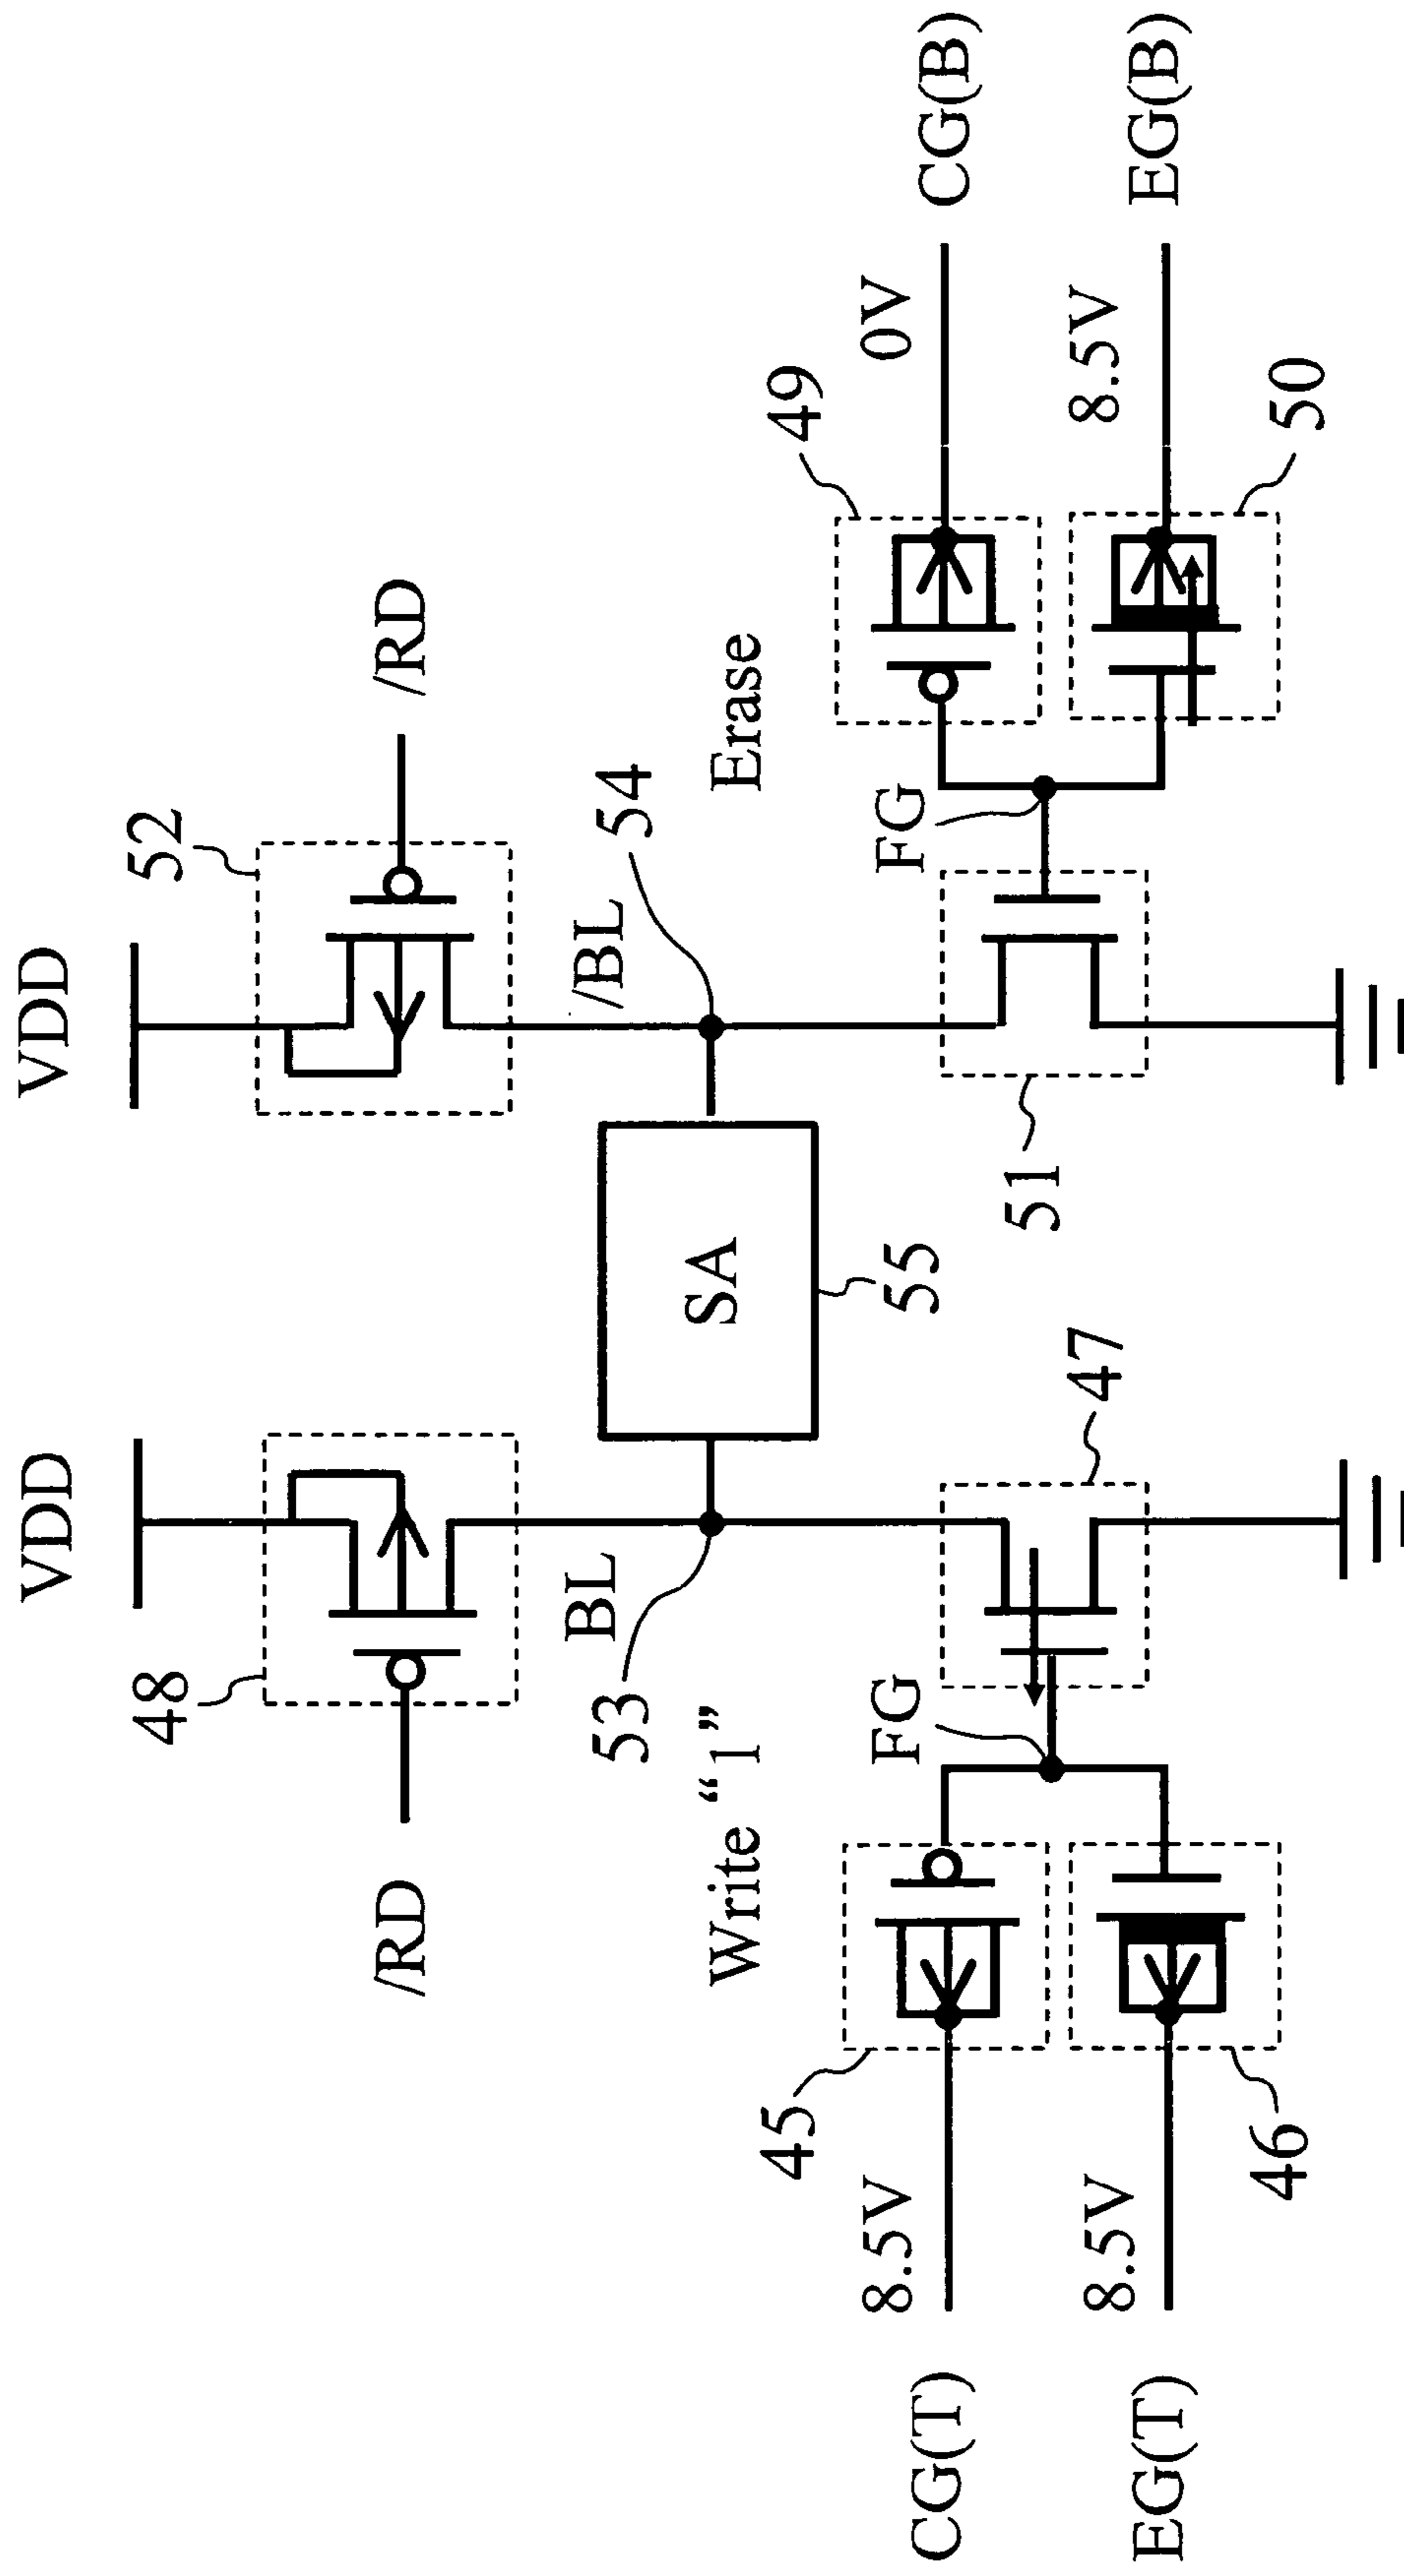 VDD
VDD
48
52
/RD
/RD
BL
/BL
53
54
Write “1”
SA
Erase
55
45
FG
47
51
FG
49
CG(T)
8.5V
0V
CG(B)
EG(T)
8.5V
8.5V
EG(B)
46
50